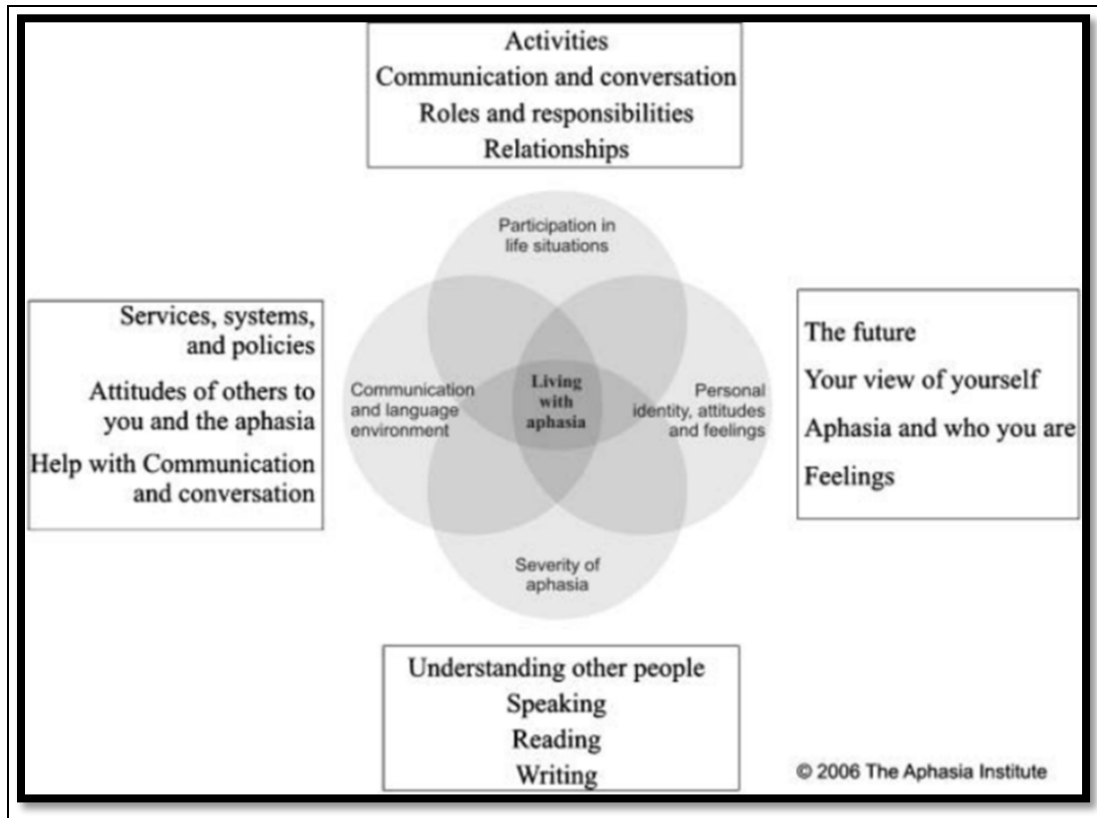 Activities
Communication and conversation
Roles and responsibilities
Relationships
Participation in
life situations
Services, systems,
and policies
Attitudes of others to
you and the aphasia
Help with Communication
and conversation
Communication
and language
environment
Living
with
aphasia
Personal
identity, attitudes
and feelings
The future
Your view of yourself
Aphasia and who you are
Feelings
Severity of
aphasia
Understanding other people
Speaking
Reading
Writing
© 2006 The Aphasia Institute